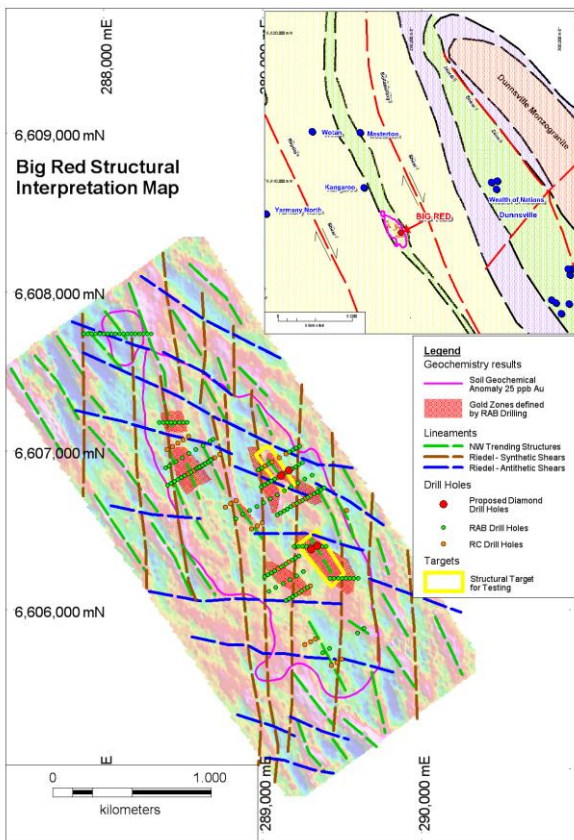 288,000 mE
6,609,000 mN
Big Red Structural
Interpretation Map
6,608,000 mN
6,607,000 mN
6,606,000 mN
Dunnsville Monzogranite
Wotan
Masterton
Kangaroo
Yarmany North
BIG RED
Wealth of Nations
Dunnsville
Legend
Geochemistry results
Soil Geochemical
Anomaly 25 ppb Au
Gold Zones defined
by RAB Drilling
Lineaments
NW Trending Structures
Riedel - Synthetic Shears
Riedel - Antithetic Shears
Drill Holes
Proposed Diamond
Drill Holes
RAB Drill Holes
RC Drill Holes
Targets
Structural Target
for Testing
0
1.000
kilometers
289,000 mE
290,000 mE